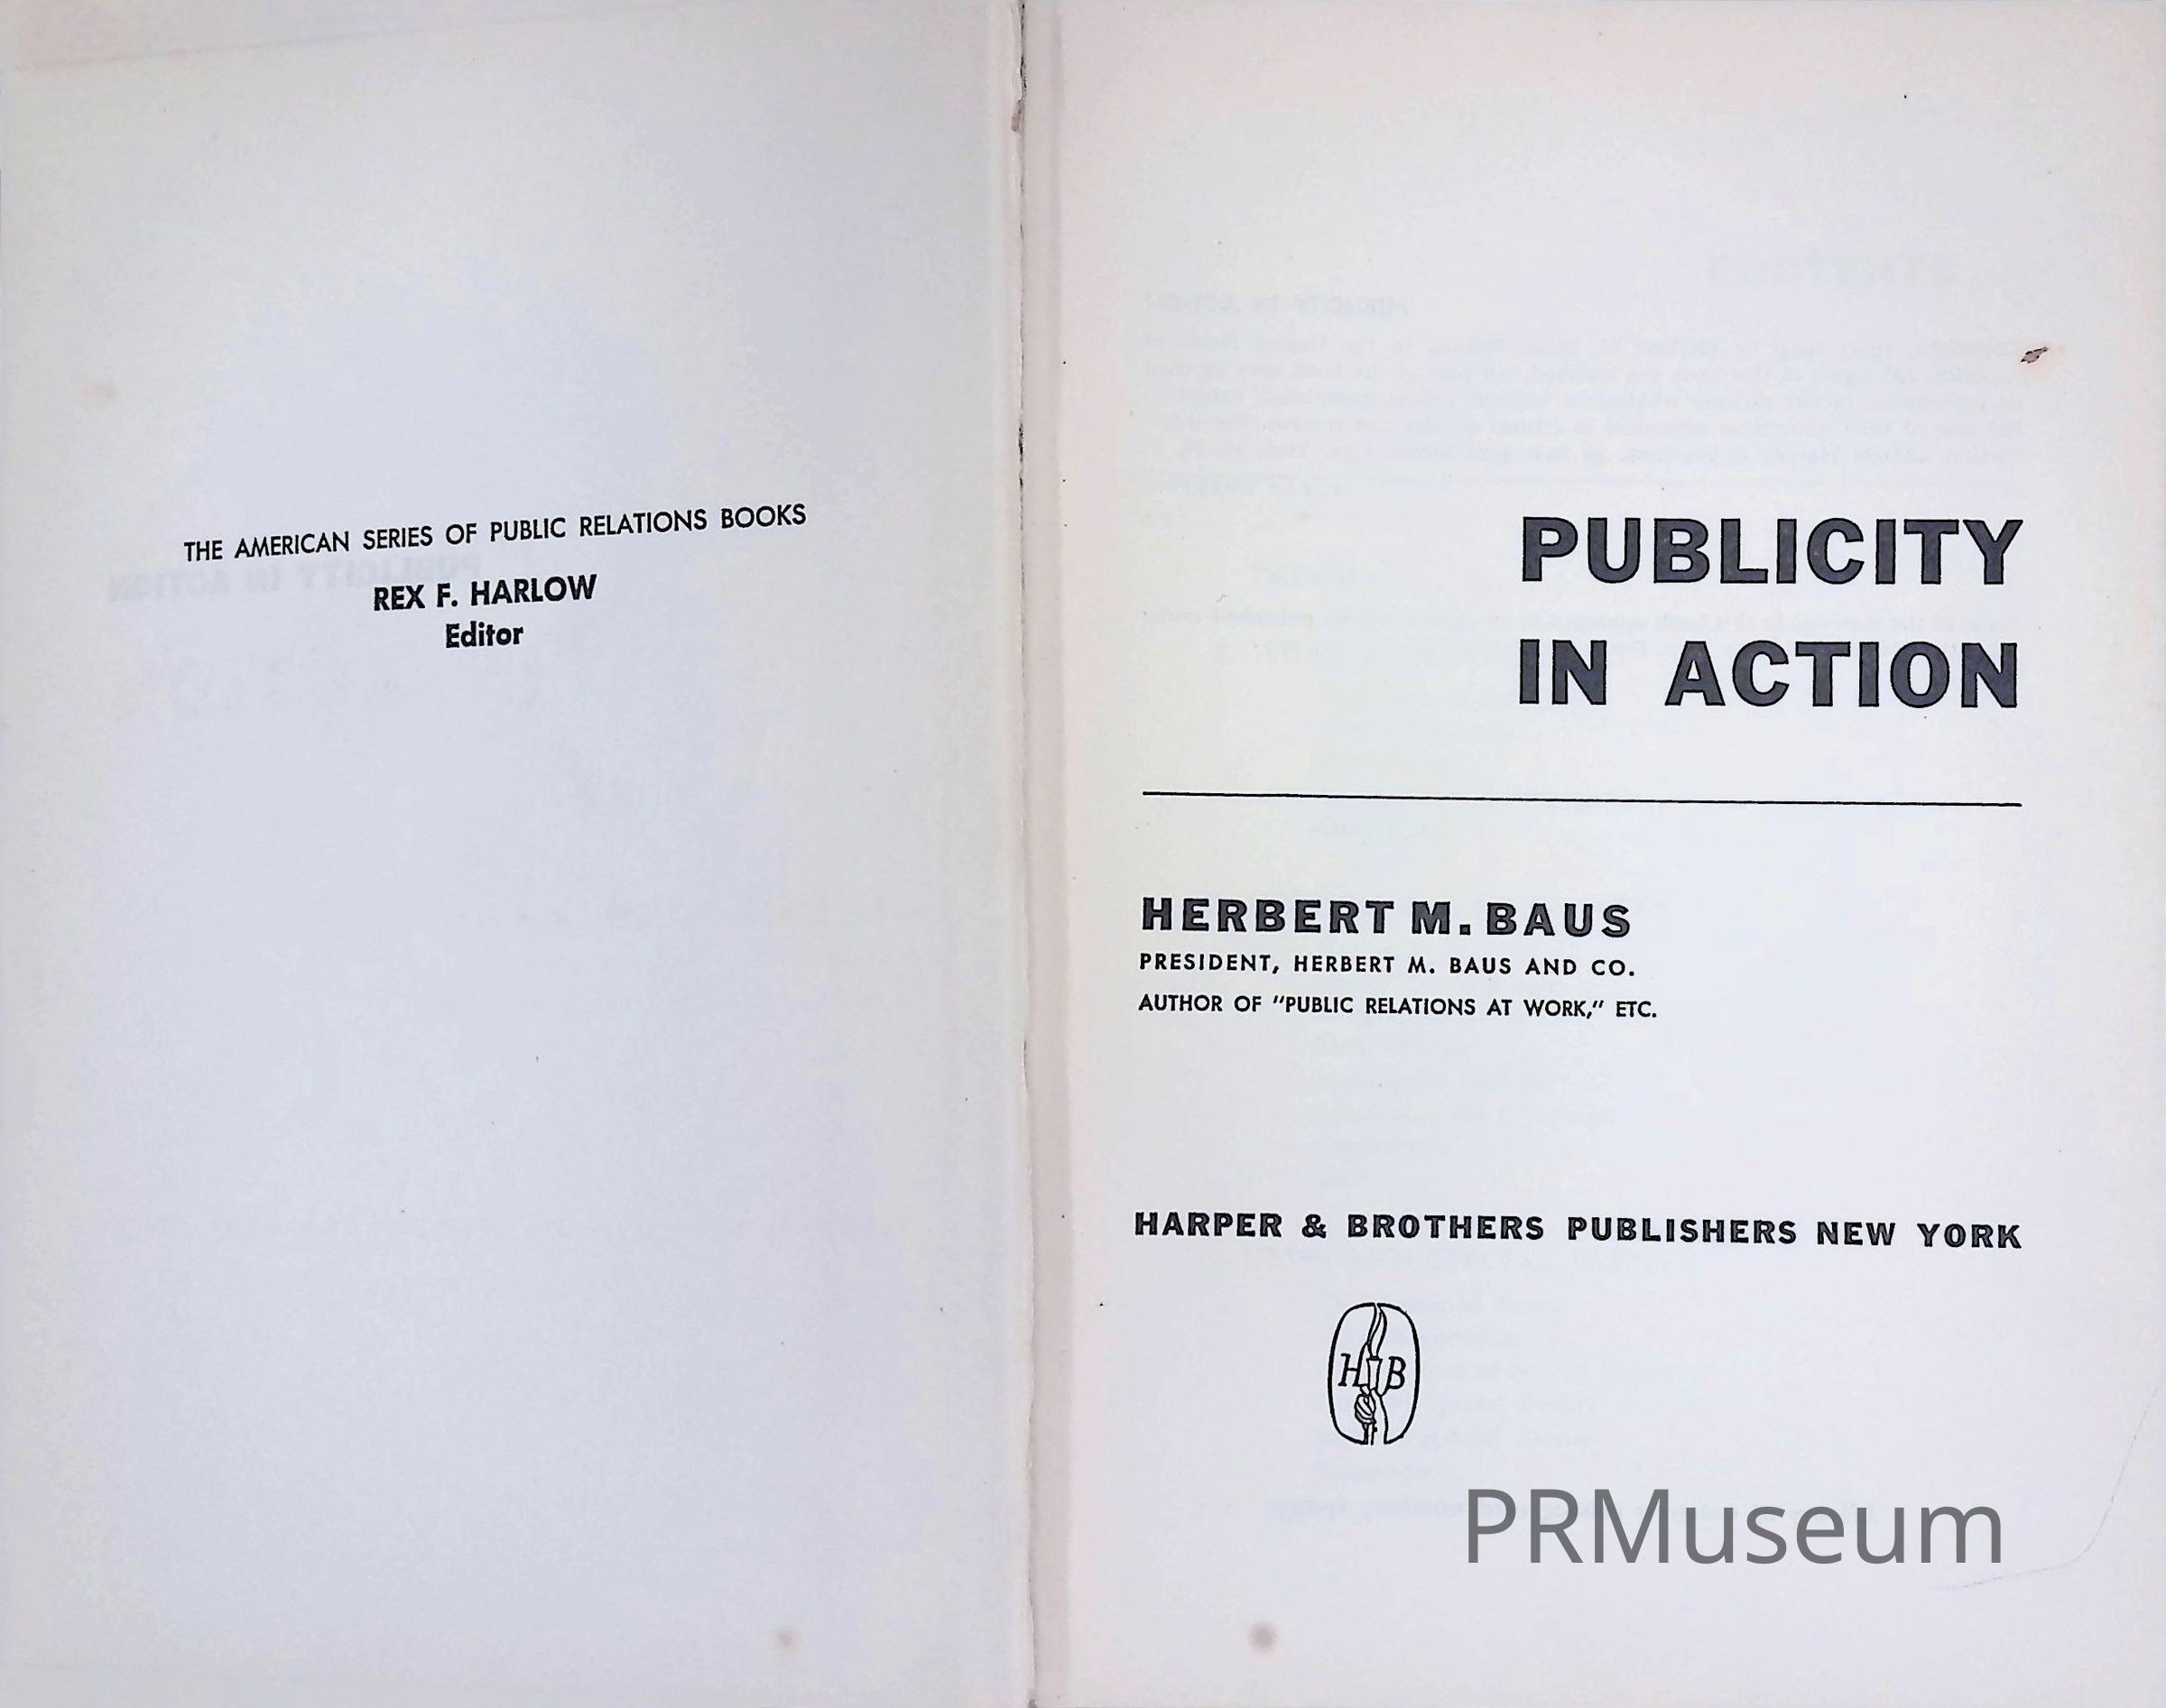 THE AMERICAN SERIES OF PUBLIC RELATIONS BOOKS
REX F. HARLOW
Editor
PUBLICITY
IN ACTION
HERBERT M. BAUS
PRESIDENT, HERBERT M. BAUS AND CO.
AUTHOR OF "PUBLIC RELATIONS AT WORK," ETC.
HARPER & BROTHERS PUBLISHERS NEW YORK
H B
PRMuseum